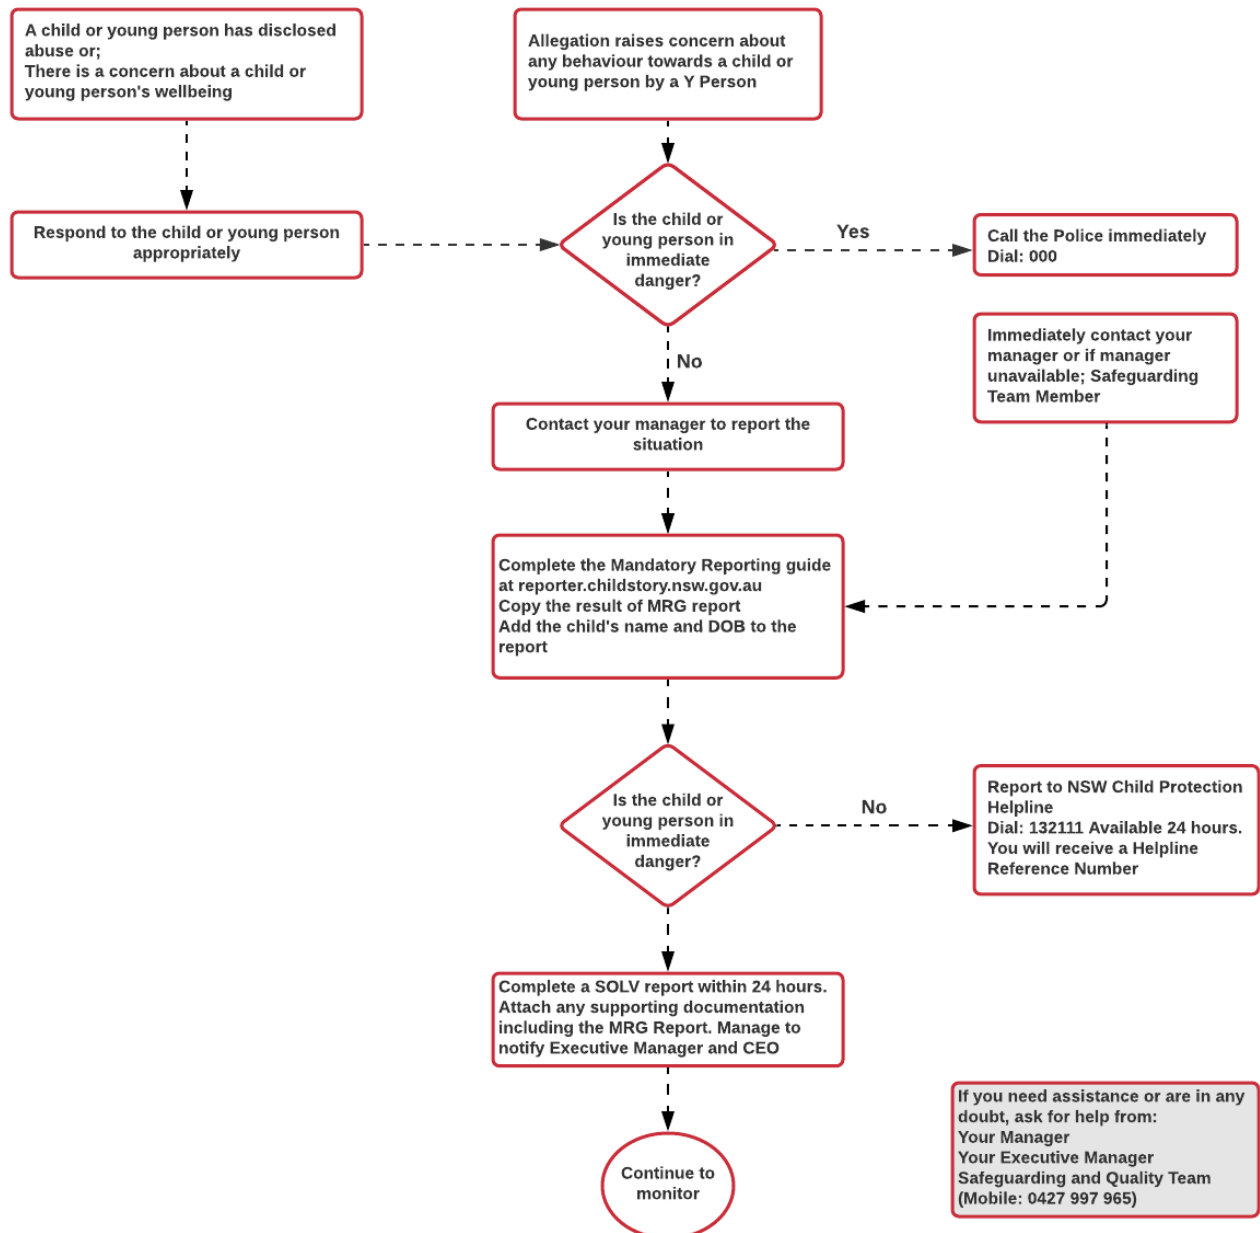 A child or young person has disclosed
abuse or;
There is a concern about a child or
young person's wellbeing
Allegation raises concern about
any behaviour towards a child or
young person by a Y Person
Respond to the child or young person
appropriately
Is the child or
young person in
immediate
danger?
Yes
Call the Police immediately
Dial: 000
Immediately contact your
manager or if manager
unavailable; Safeguarding
Team Member
No
Contact your manager to report the
situation
Complete the Mandatory Reporting guide
at reporter.childstory.nsw.gov.au
Copy the result of MRG report
Add the child's name and DOB to the
report
Is the child or
young person in
immediate
danger?
No
Report to NSW Child Protection
Helpline
Dial: 132111 Available 24 hours.
You will receive a Helpline
Reference Number
Complete a SOLV report within 24 hours.
Attach any supporting documentation
including the MRG Report. Manage to
notify Executive Manager and CEO
Continue to
monitor
If you need assistance or are in any
doubt, ask for help from:
Your Manager
Your Executive Manager
Safeguarding and Quality Team
(Mobile: 0427 997 965)